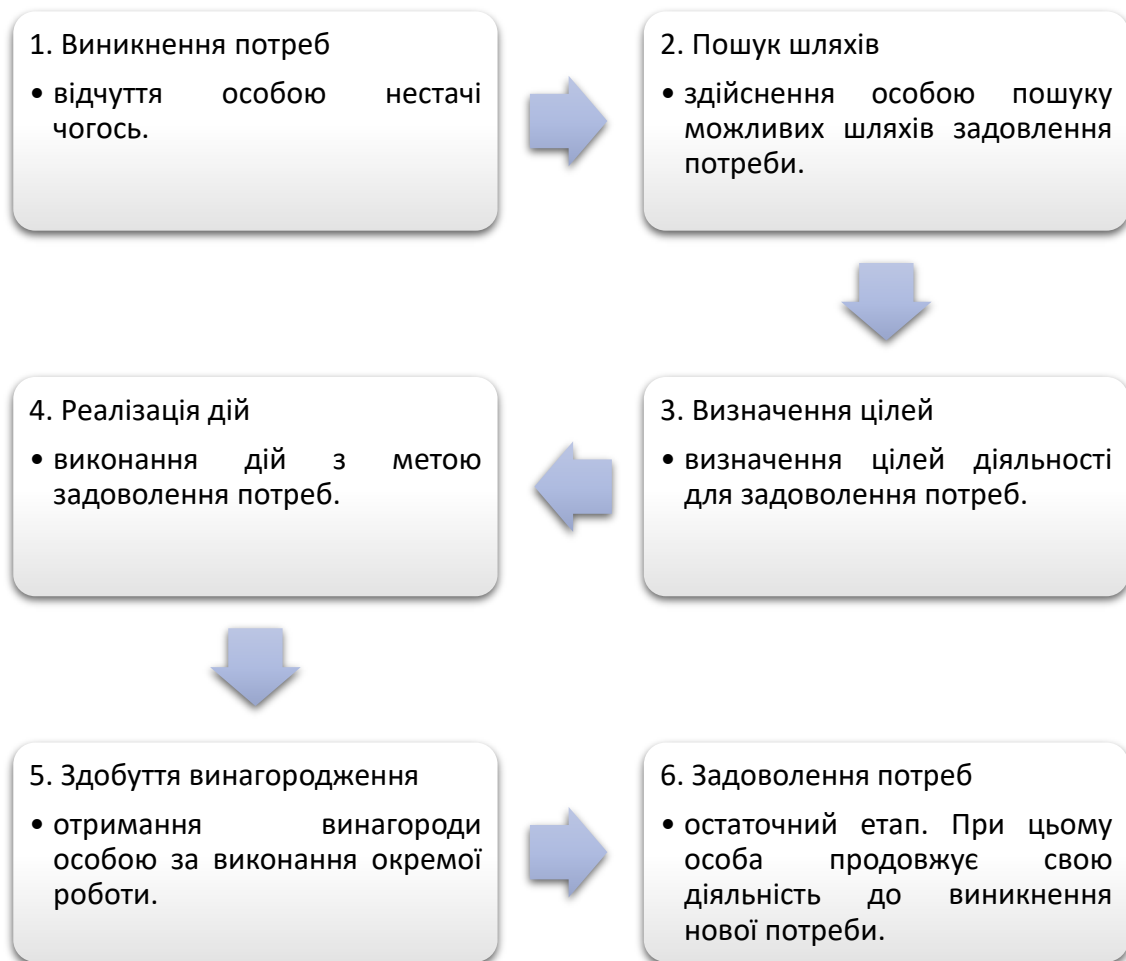 1. Виникнення потреб
• відчуття особою нестачі
чогось.
2. Пошук шляхів
• здійснення особою пошуку
можливих шляхів задовлення
потреби.
3. Визначення цілей
• визначення цілей діяльності
для задоволення потреб.
4. Реалізація дій
• виконання дій з метою
задоволення потреб.
5. Здобуття винагородження
• отримання винагороди
особою за виконання окремої
роботи.
6. Задоволення потреб
• остаточний етап. При цьому
особа продовжує свою
діяльність до виникнення
нової потреби.